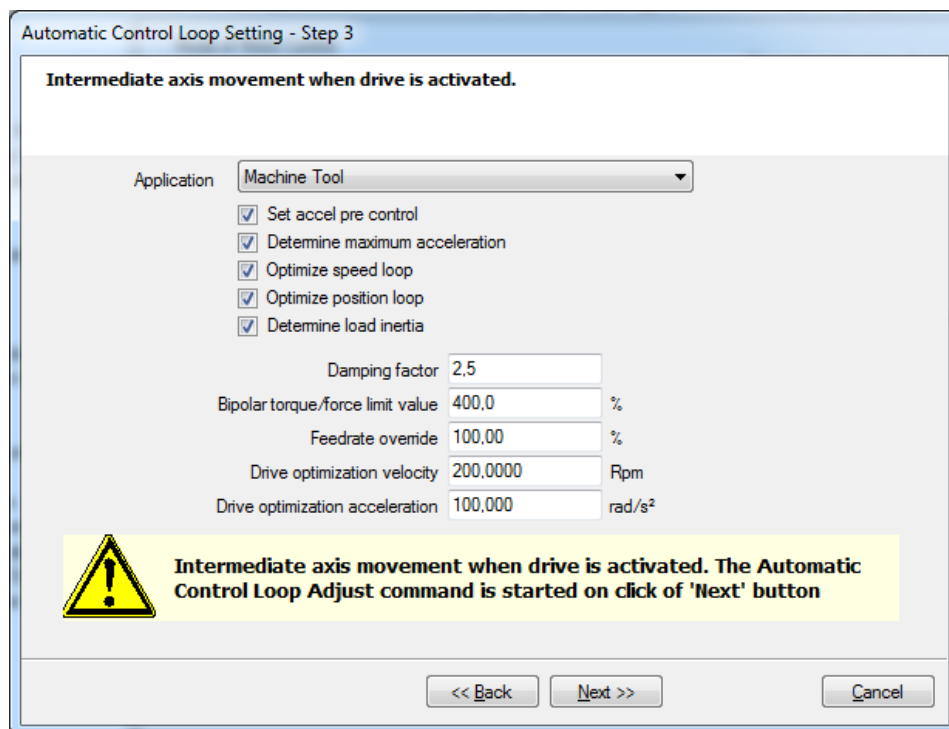 Automatic Control Loop Setting - Step 3
Intermediate axis movement when drive is activated.
Application Machine Tool
Set accel pre control
Determine maximum acceleration
Optimize speed loop
Optimize position loop
Determine load inertia
Damping factor 2,5
Bipolar torque/force limit value 400,0 %
Feedrate override 100,00 %
Drive optimization velocity 200,0000 Rpm
Drive optimization acceleration 100,000 rad/s²
Intermediate axis movement when drive is activated. The Automatic
Control Loop Adjust command is started on click of 'Next' button
<< Back Next >> Cancel